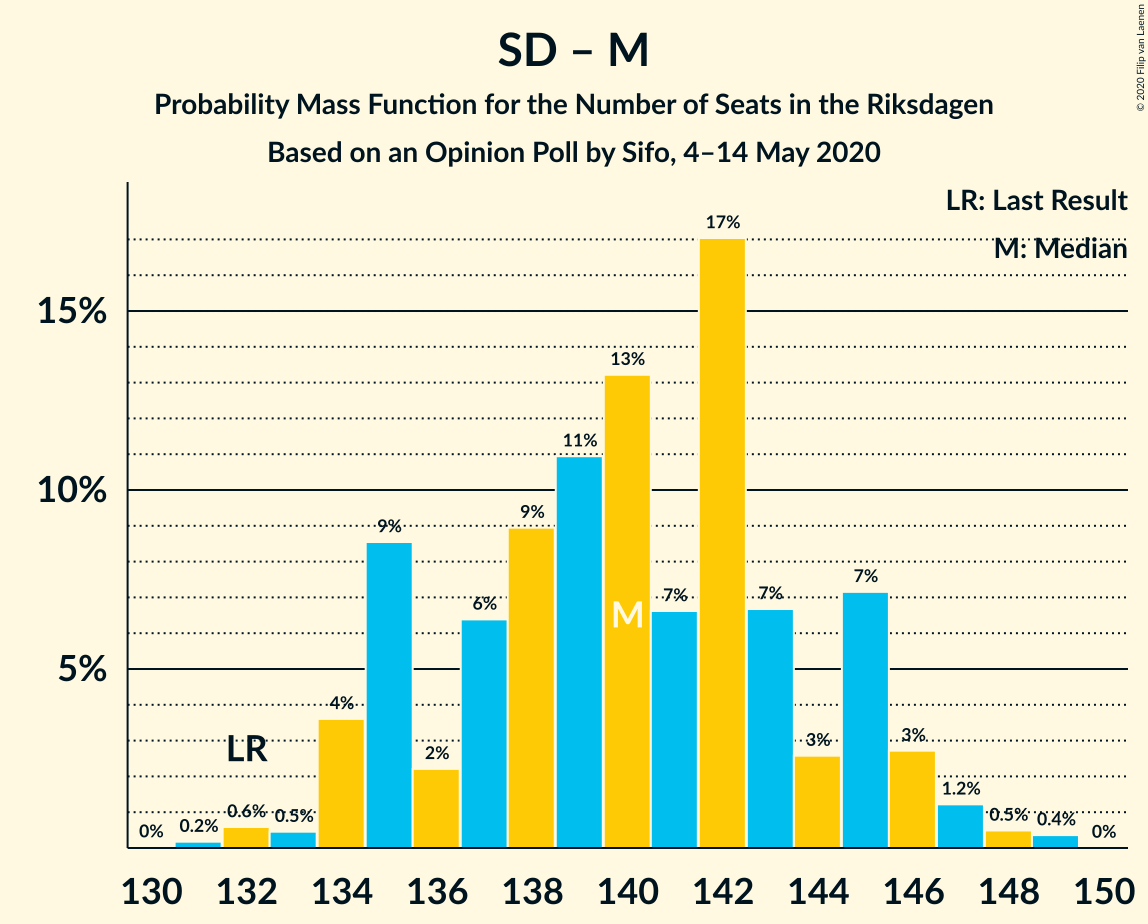 SD – M
Probability Mass Function for the Number of Seats in the Riksdagen
Based on an Opinion Poll by Sifo, 4–14 May 2020
© 2020 Filip van Laenen
LR: Last Result
M: Median
17%
15%
13%
11%
10%
9%
9%
7%
7%
7%
6%
M
5%
4%
3%
3%
2%
LR
1.2%
0.6%
0.5%
0.5%
0.4%
0.2%
0%
0%
130 132 134 136 138 140 142 144 146 148 150